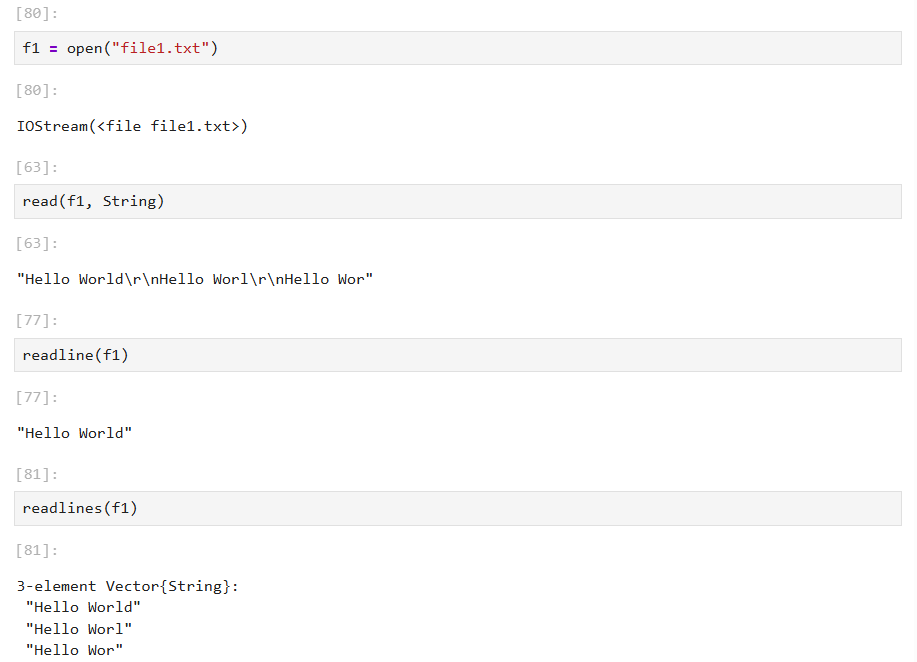 [80]:
f1 = open("file1.txt")
[80]:
IOStream(<file file1.txt>)
[63]:
read(f1, String)
[63]:
"Hello World\r\nHello Worl\r\nHello Wor"
[77]:
readline(f1)
[77]:
"Hello World"
[81]:
readlines(f1)
[81]:
3-element Vector{String}:
 "Hello World"
 "Hello Worl"
 "Hello Wor"